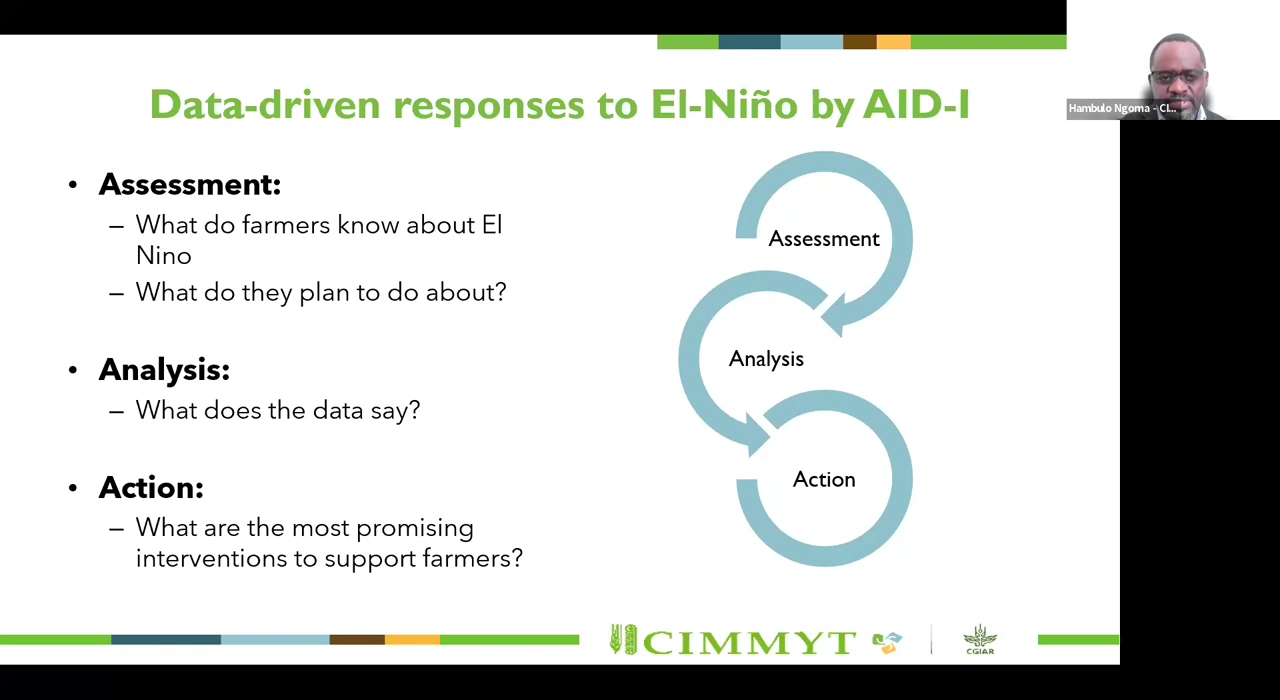 Data-driven responses to El-Niño by AID-I
Hambulo Ngoma - CI...
• Assessment:
– What do farmers know about El
Nino
– What do they plan to do about?
• Analysis:
– What does the data say?
• Action:
– What are the most promising
interventions to support farmers?
Assessment
Analysis
Action
CIMMYT
CGIAR